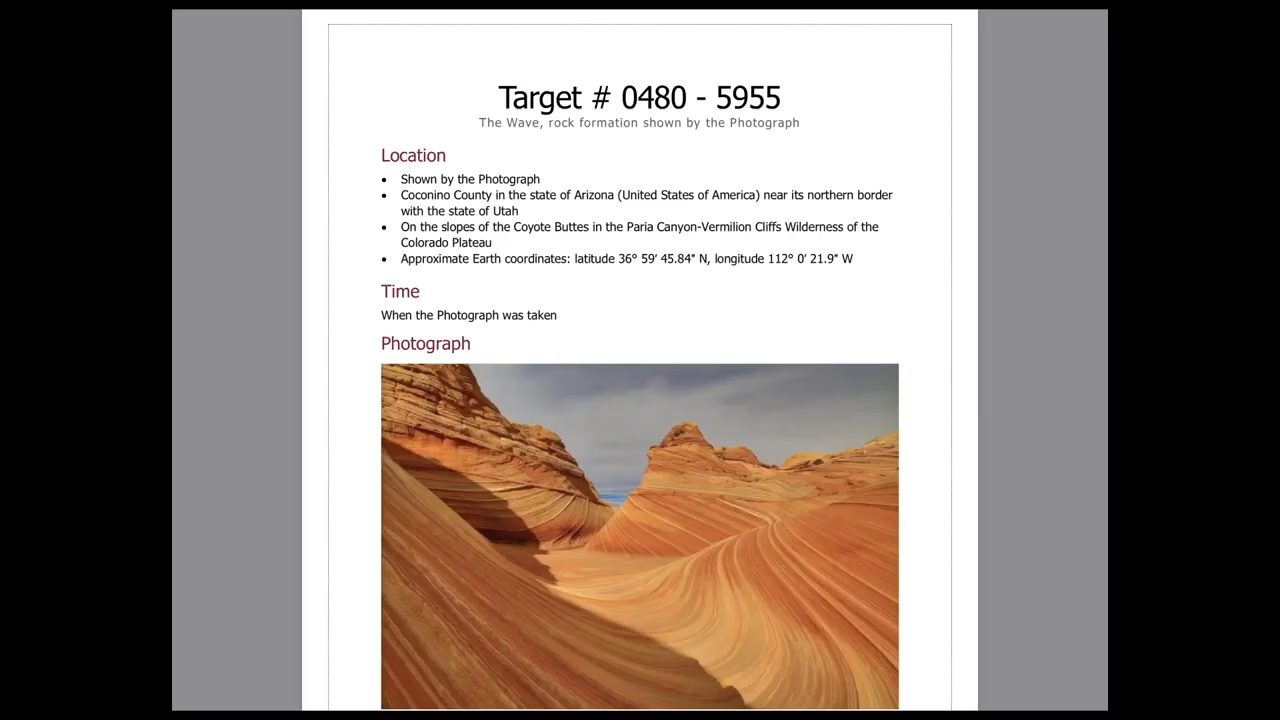 Target # 0480 - 5955
The Wave, rock formation shown by the Photograph
Location
• Shown by the Photograph
• Coconino County in the state of Arizona (United States of America) near its northern border
with the state of Utah
• On the slopes of the Coyote Buttes in the Paria Canyon-Vermilion Cliffs Wilderness of the
Colorado Plateau
• Approximate Earth coordinates: latitude 36° 59′ 45.84″ N, longitude 112° 0′ 21.9″ W
Time
When the Photograph was taken
Photograph